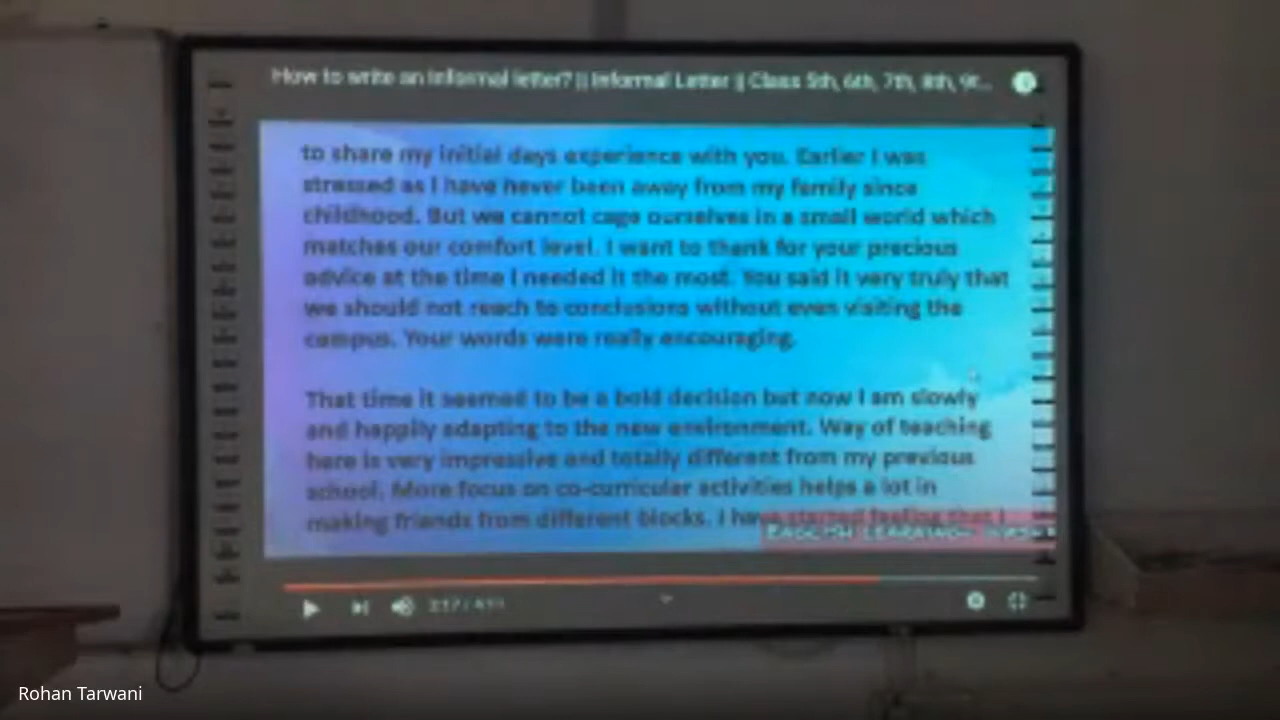 How to write an informal letter? || Informal Letter || Class 5th, 6th, 7th, 8th, 9t...
to share my initial days experience with you. Earlier I was
stressed as I have never been away from my family since
childhood. But we cannot cage ourselves in a small world which
matches our comfort level. I want to thank for your precious
advice at the time I needed it the most. You said it very truly that
we should not reach to conclusions without even visiting the
campus. Your words were really encouraging.
That time it seemed to be a bold decision but now I am slowly
and happily adapting to the new environment. Way of teaching
here is very impressive and totally different from my previous
school. More focus on co-curricular activities helps a lot in
making friends from different blocks. I have started feeling that I
ENGLISH LEARNING
Rohan Tarwani